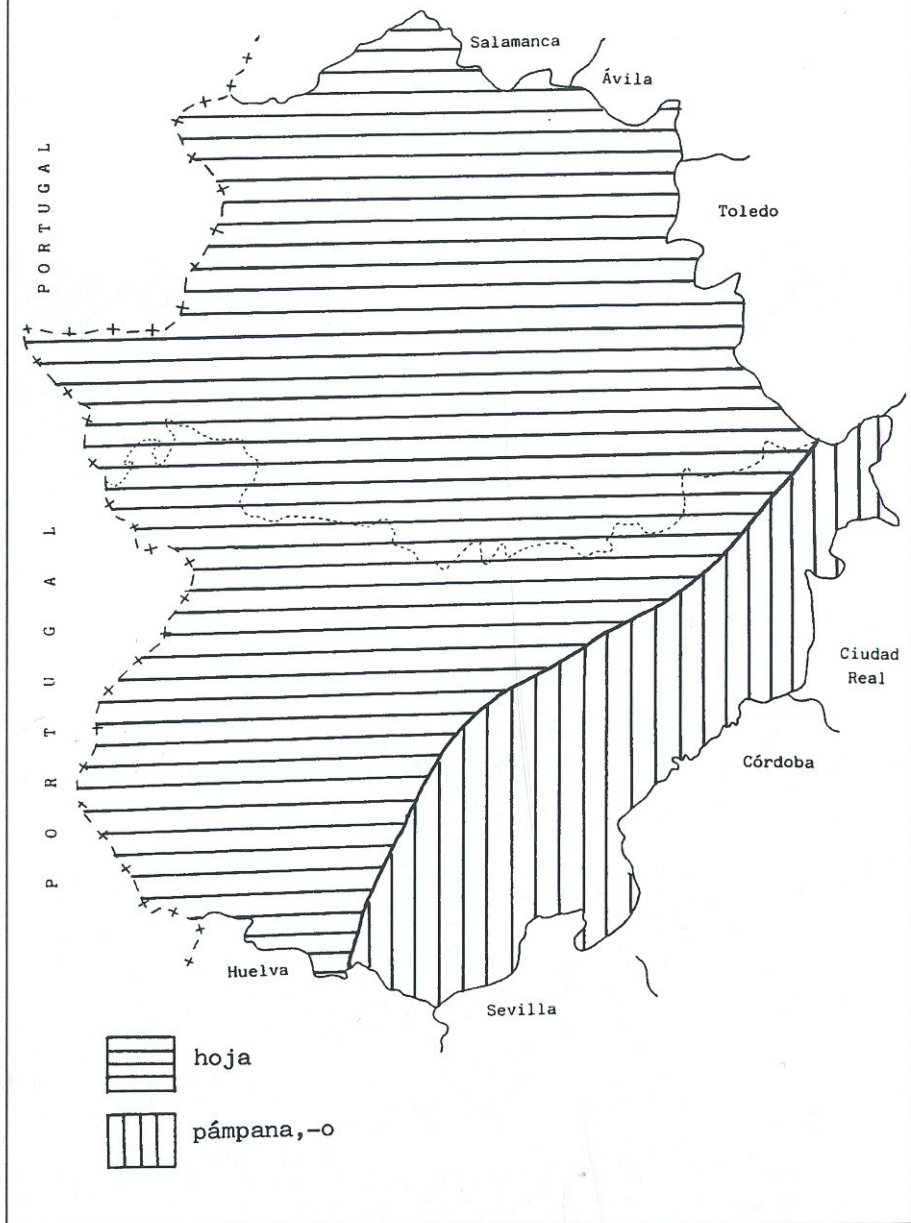 Salamanca
Ávila
PORTUGAL
Toledo
PORTUGAL
Ciudad
Real
Córdoba
Huelva
Sevilla
hoja
pámpana,-o